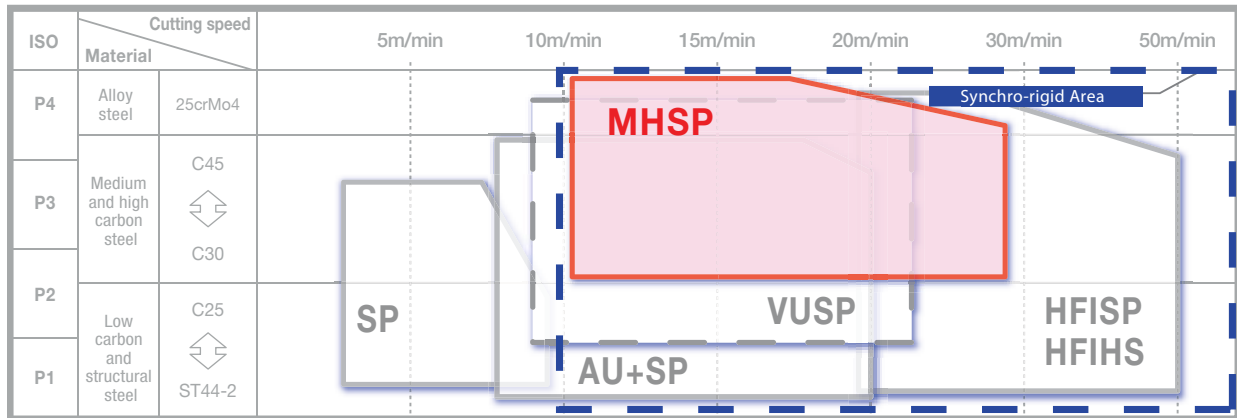 ISO
Cutting speed
Material
5m/min
10m/min
15m/min
20m/min
30m/min
50m/min
P4
Alloy
steel
25crMo4
MHSP
Synchro-rigid Area
P3
Medium
and high
carbon
steel
C45
C30
P2
P1
Low
carbon
and
structural
steel
C25
ST44-2
SP
VUSP
AU+SP
HFISP
HFIHS